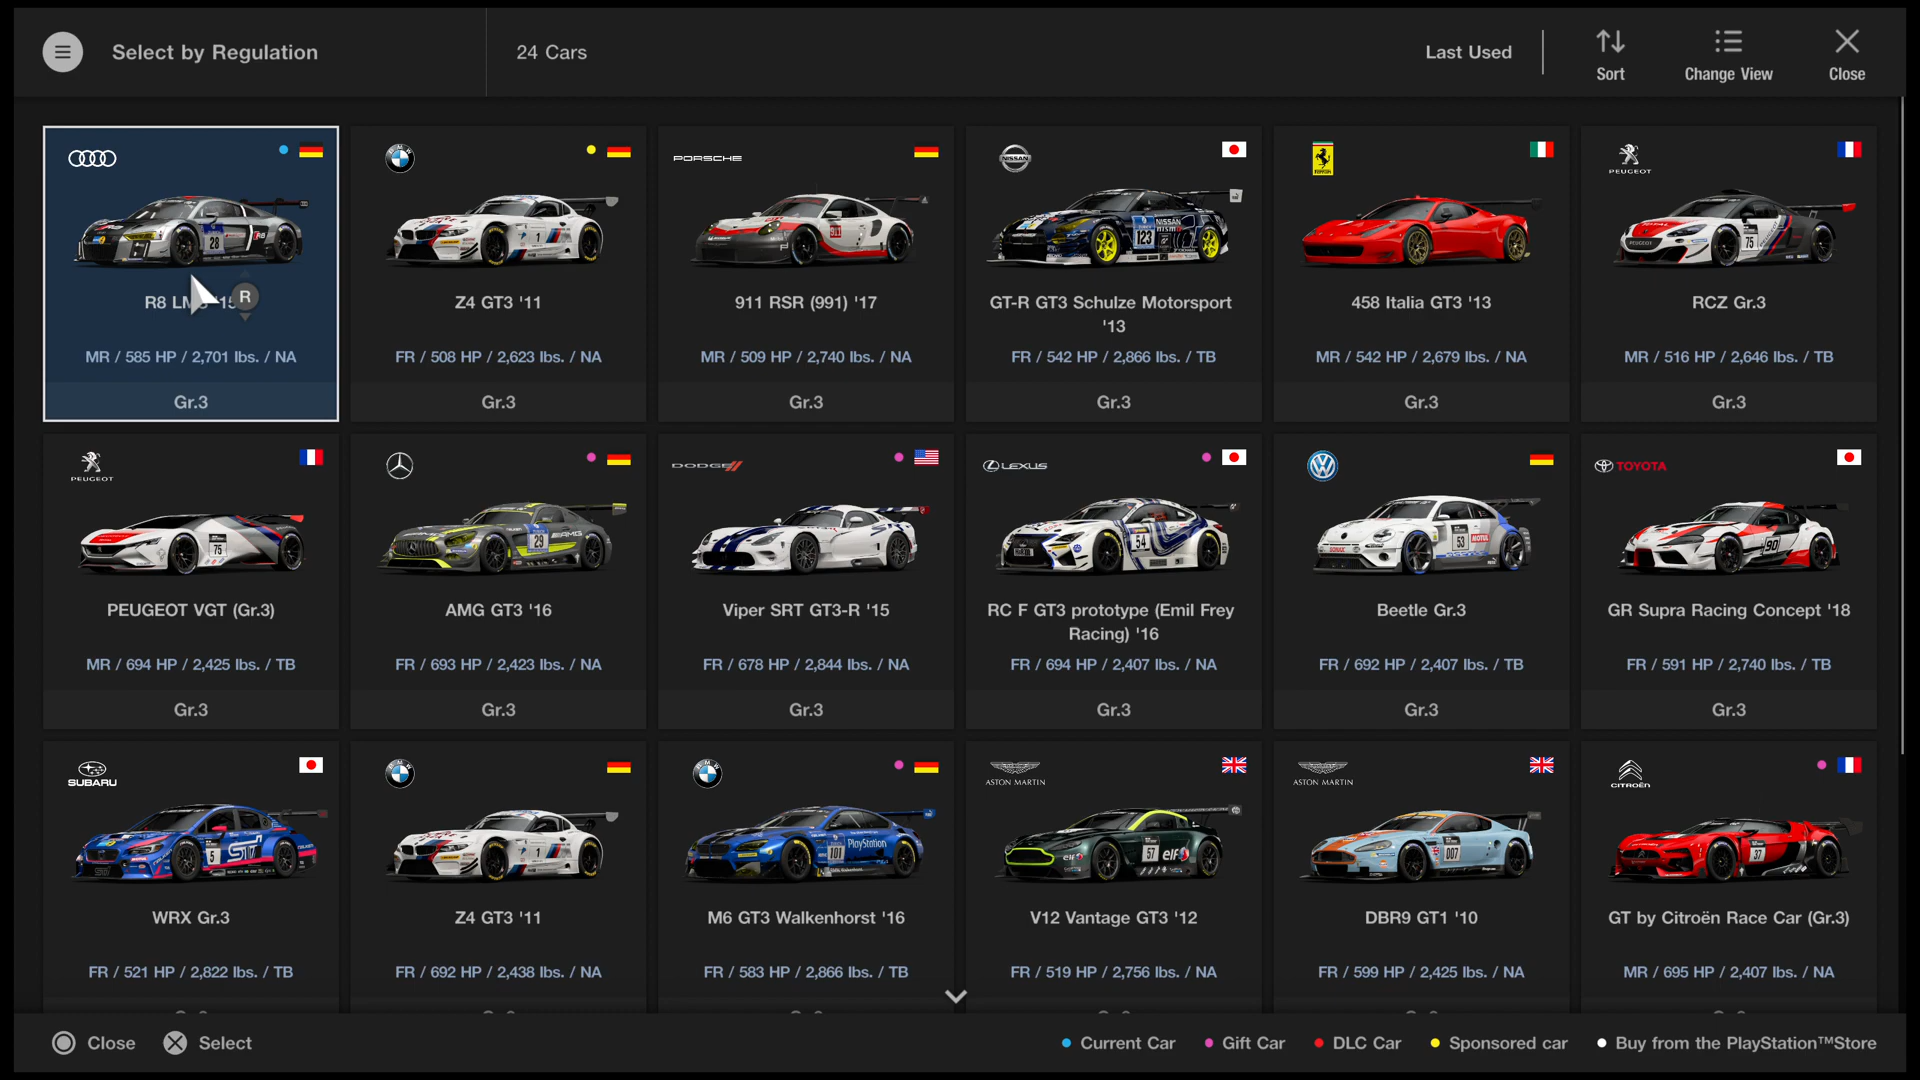 Select by Regulation
24 Cars
Last Used
Sort
Change View
Close
R8 LMS '15
R
MR / 585 HP / 2,701 lbs. / NA
Gr.3
Z4 GT3 '11
FR / 508 HP / 2,623 lbs. / NA
Gr.3
PORSCHE
911 RSR (991) '17
MR / 509 HP / 2,740 lbs. / NA
Gr.3
NISSAN
GT-R GT3 Schulze Motorsport
'13
FR / 542 HP / 2,866 lbs. / TB
Gr.3
458 Italia GT3 '13
MR / 542 HP / 2,679 lbs. / NA
Gr.3
PEUGEOT
RCZ Gr.3
MR / 516 HP / 2,646 lbs. / TB
Gr.3
PEUGEOT
PEUGEOT VGT (Gr.3)
MR / 694 HP / 2,425 lbs. / TB
Gr.3
AMG GT3 '16
FR / 693 HP / 2,423 lbs. / NA
Gr.3
DODGE
Viper SRT GT3-R '15
FR / 678 HP / 2,844 lbs. / NA
Gr.3
LEXUS
RC F GT3 prototype (Emil Frey
Racing) '16
FR / 694 HP / 2,407 lbs. / NA
Gr.3
Beetle Gr.3
FR / 692 HP / 2,407 lbs. / TB
Gr.3
TOYOTA
GR Supra Racing Concept '18
FR / 591 HP / 2,740 lbs. / TB
Gr.3
SUBARU
WRX Gr.3
FR / 521 HP / 2,822 lbs. / TB
Z4 GT3 '11
FR / 692 HP / 2,438 lbs. / NA
M6 GT3 Walkenhorst '16
FR / 583 HP / 2,866 lbs. / TB
ASTON MARTIN
V12 Vantage GT3 '12
FR / 519 HP / 2,756 lbs. / NA
ASTON MARTIN
DBR9 GT1 '10
FR / 599 HP / 2,425 lbs. / NA
CITROËN
GT by Citroën Race Car (Gr.3)
MR / 695 HP / 2,407 lbs. / NA
Close
Select
Current Car
Gift Car
DLC Car
Sponsored car
Buy from the PlayStation™Store